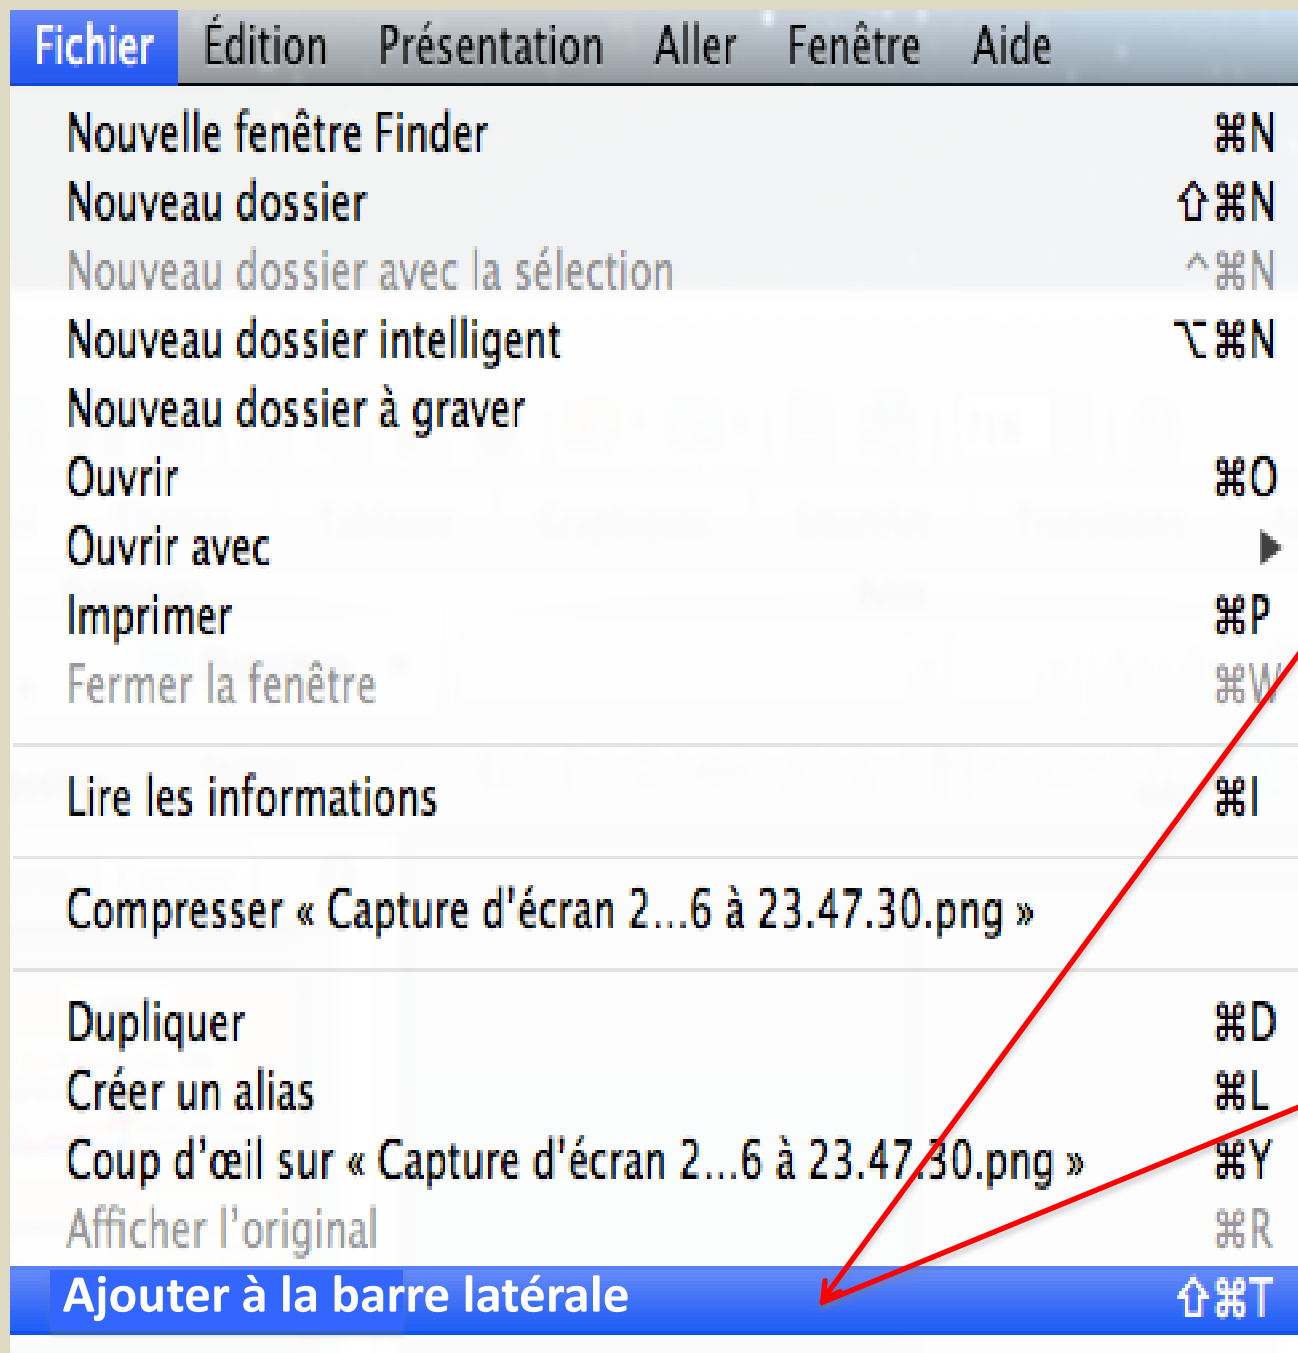 Fichier Édition Présentation Aller Fenêtre Aide
Nouvelle fenêtre Finder ⌘N
Nouveau dossier ⇧⌘N
Nouveau dossier avec la sélection ^⌘N
Nouveau dossier intelligent ⌥⌘N
Nouveau dossier à graver
Ouvrir ⌘O
Ouvrir avec ▶
Imprimer ⌘P
Fermer la fenêtre ⌘W
Lire les informations ⌘I
Compresser « Capture d'écran 2...6 à 23.47.30.png »
Dupliquer ⌘D
Créer un alias ⌘L
Coup d'œil sur « Capture d'écran 2...6 à 23.47.30.png » ⌘Y
Afficher l'original ⌘R
Ajouter à la barre latérale ⇧⌘T